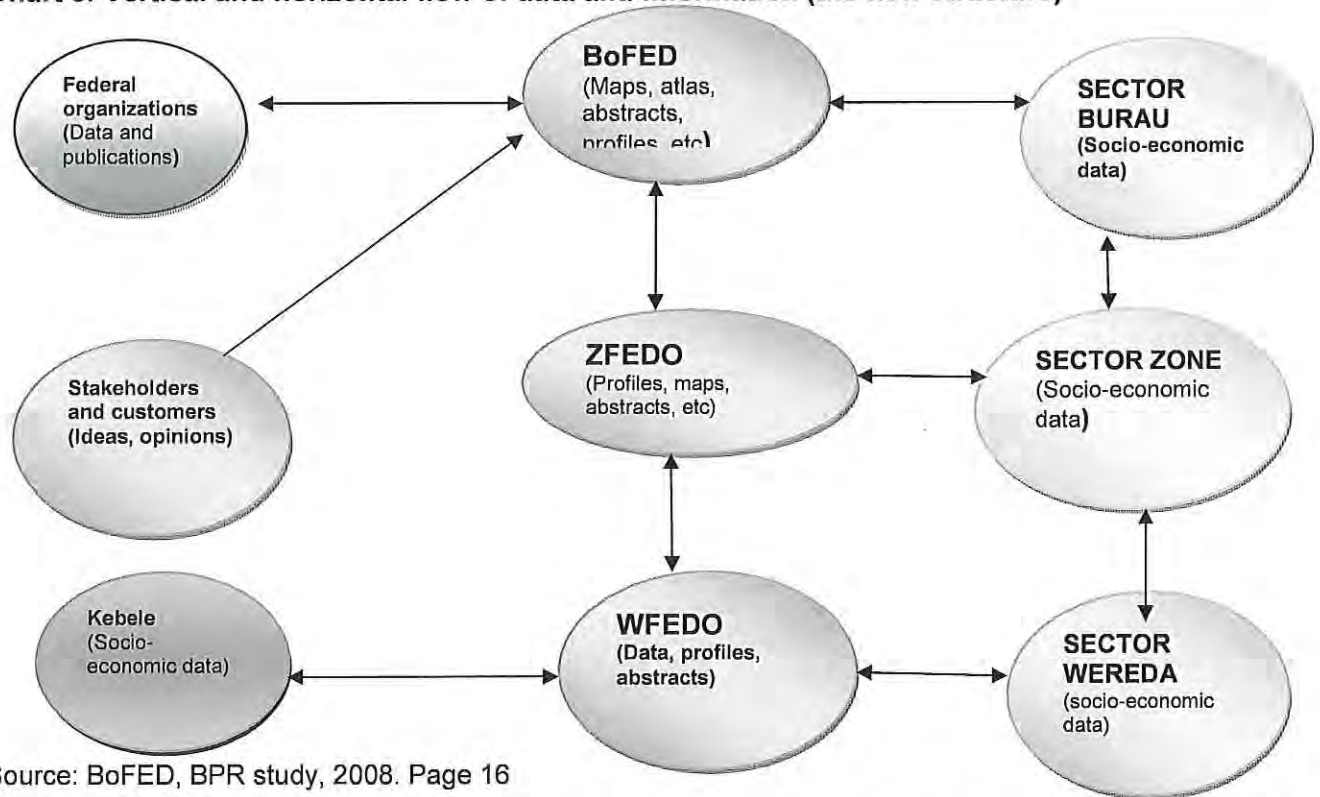 BoFED
(Maps, atlas,
abstracts,
profiles, etc)
Federal
organizations
(Data and
publications)
SECTOR
BURAU
(Socio-economic
data)
Stakeholders
and customers
(Ideas, opinions)
ZFEDO
(Profiles, maps,
abstracts, etc)
SECTOR ZONE
(Socio-economic
data)
Kebele
(Socio-
economic data)
WFEDO
(Data, profiles,
abstracts)
SECTOR
WEREDA
(socio-economic
data)
Source: BoFED, BPR study, 2008. Page 16